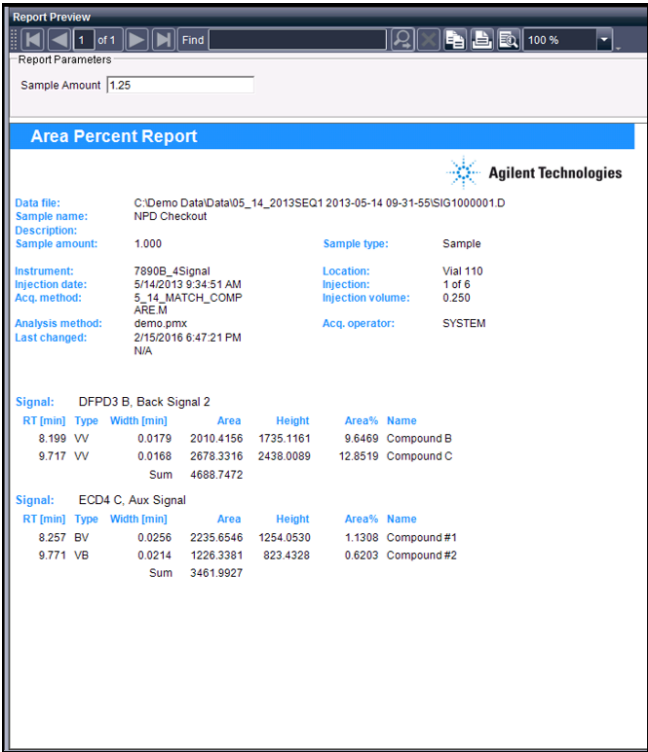 Report Preview
1 of 1 Find 100 %
Report Parameters
Sample Amount 1.25
Area Percent Report
Agilent Technologies
Data file: C:\Demo Data\Data\05_14_2013SEQ1 2013-05-14 09-31-55\SIG1000001.D
Sample name: NPD Checkout
Description:
Sample amount: 1.000 Sample type: Sample
Instrument: 7890B_4Signal Location: Vial 110
Injection date: 5/14/2013 9:34:51 AM Injection: 1 of 6
Acq. method: 5_14_MATCH_COMP Injection volume: 0.250
ARE.M
Analysis method: demo.pmx Acq. operator: SYSTEM
Last changed: 2/15/2016 6:47:21 PM
N/A
Signal: DFPD3 B, Back Signal 2
RT [min] Type Width [min] Area Height Area% Name
8.199 VV 0.0179 2010.4156 1735.1161 9.6469 Compound B
9.717 VV 0.0168 2678.3316 2438.0089 12.8519 Compound C
Sum 4688.7472
Signal: ECD4 C, Aux Signal
RT [min] Type Width [min] Area Height Area% Name
8.257 BV 0.0256 2235.6546 1254.0530 1.1308 Compound #1
9.771 VB 0.0214 1226.3381 823.4328 0.6203 Compound #2
Sum 3461.9927